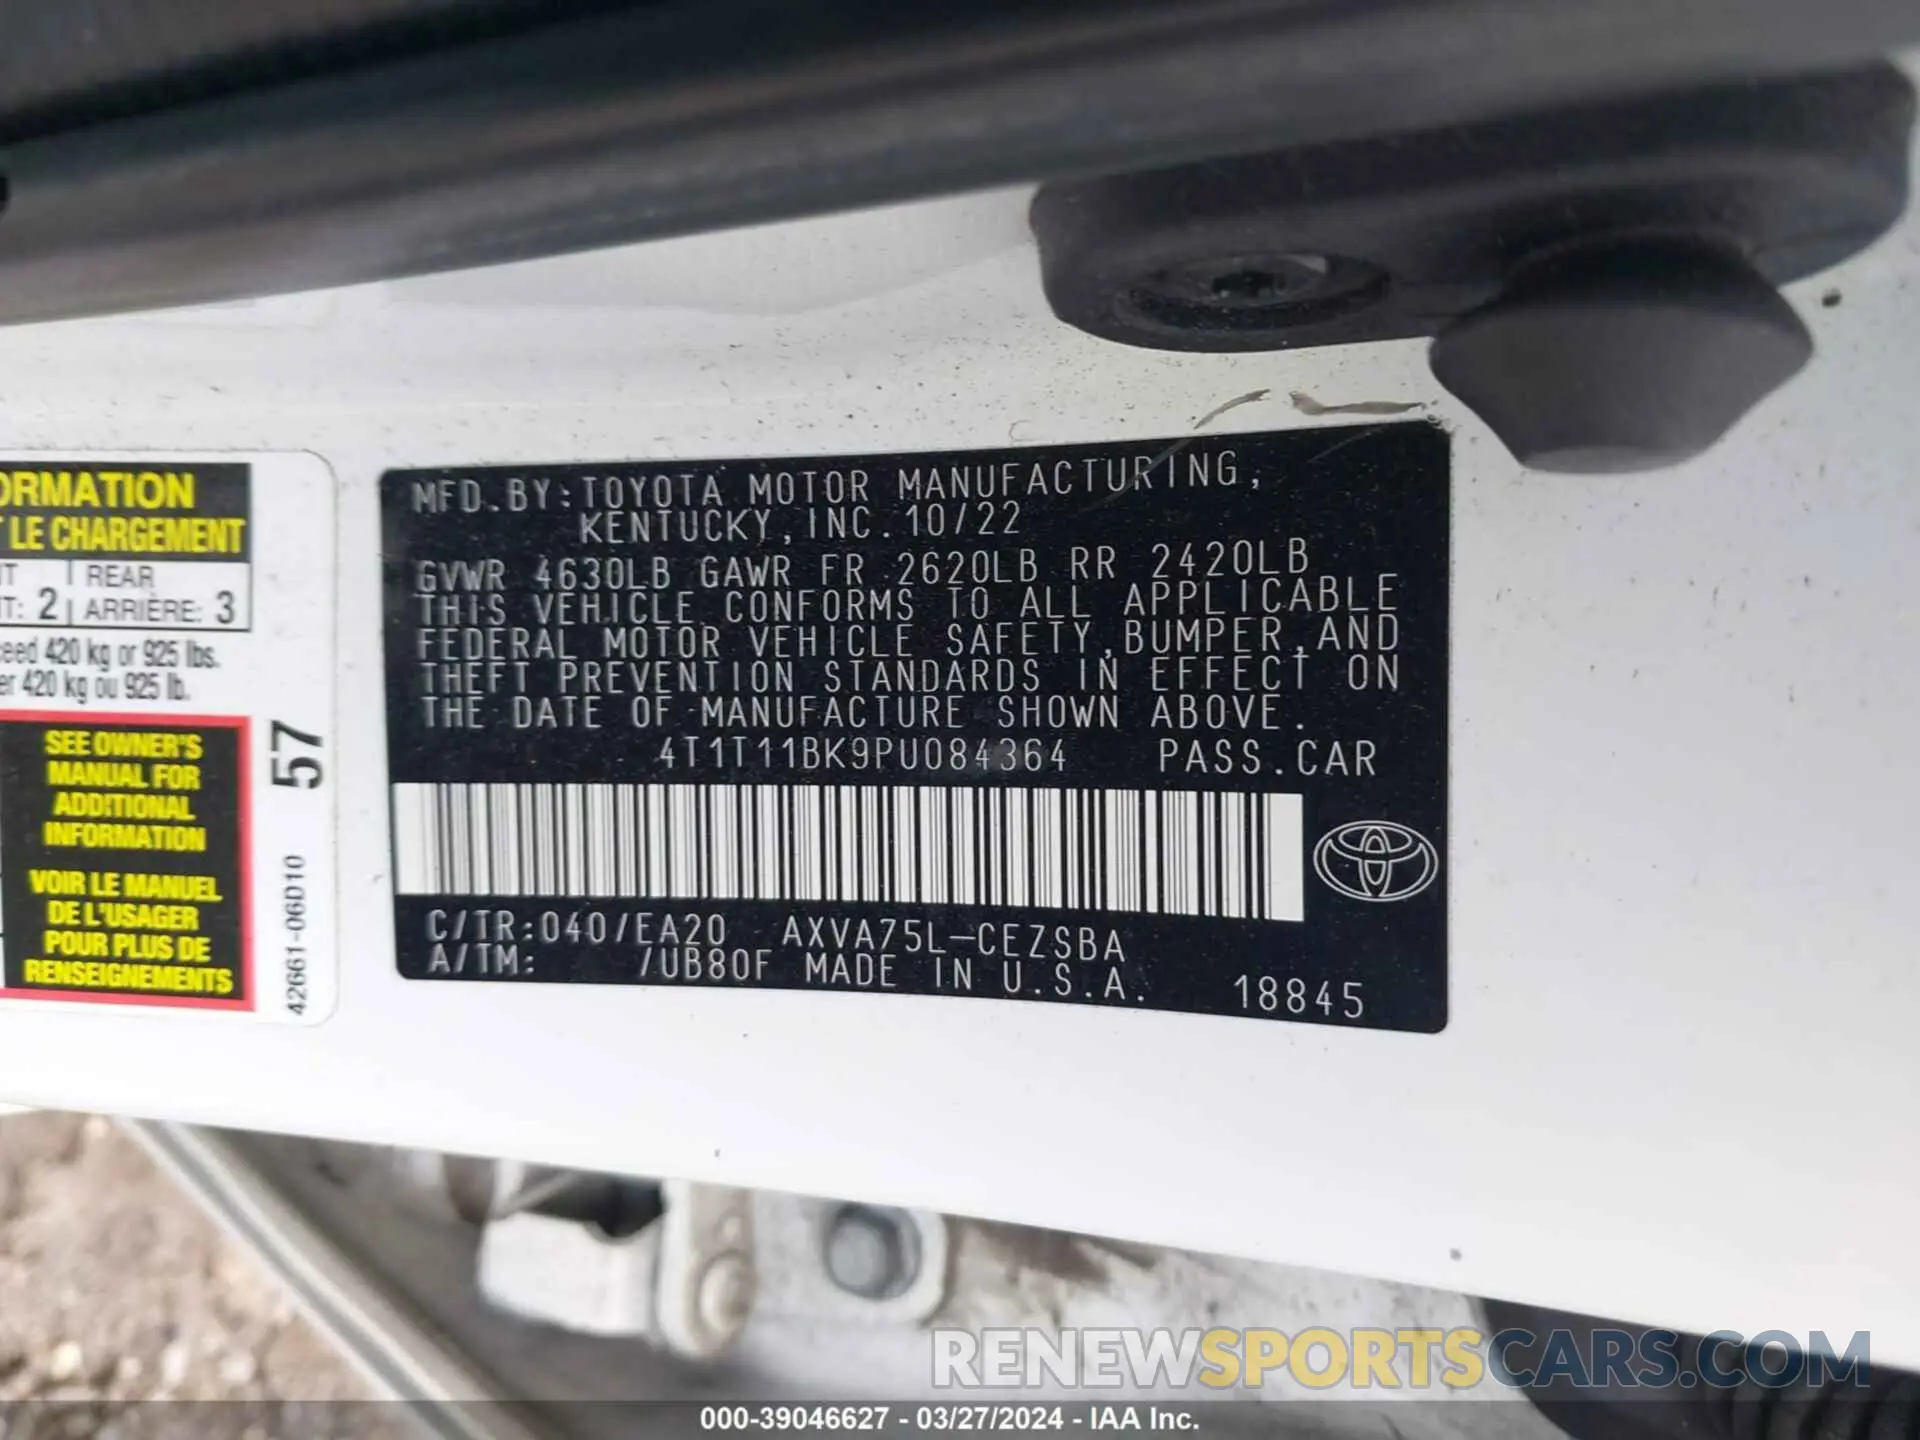 ORMATION
T LE CHARGEMENT
REAR
2 ARRIÈRE: 3
420 kg or 925 lbs.
420 kg ou 925 lb.
SEE OWNER'S
MANUAL FOR
ADDITIONAL
INFORMATION
VOIR LE MANUEL
DE L'USAGER
POUR PLUS DE
RENSEIGNEMENTS
57
42661-06D10
MFD.BY:TOYOTA MOTOR MANUFACTURING,
KENTUCKY,INC.10/22
GVWR 4630LB GAWR FR 2620LB RR 2420LB
THIS VEHICLE CONFORMS TO ALL APPLICABLE
FEDERAL MOTOR VEHICLE SAFETY,BUMPER,AND
THEFT PREVENTION STANDARDS IN EFFECT ON
THE DATE OF MANUFACTURE SHOWN ABOVE.
4T1T11BK9PU084364 PASS.CAR
C/TR:040/EA20 AXVA75L-CEZSBA
A/TM: /UB80F MADE IN U.S.A. 18845
RENEWSPORTSCARS.COM
000-39046627 - 03/27/2024 - IAA Inc.